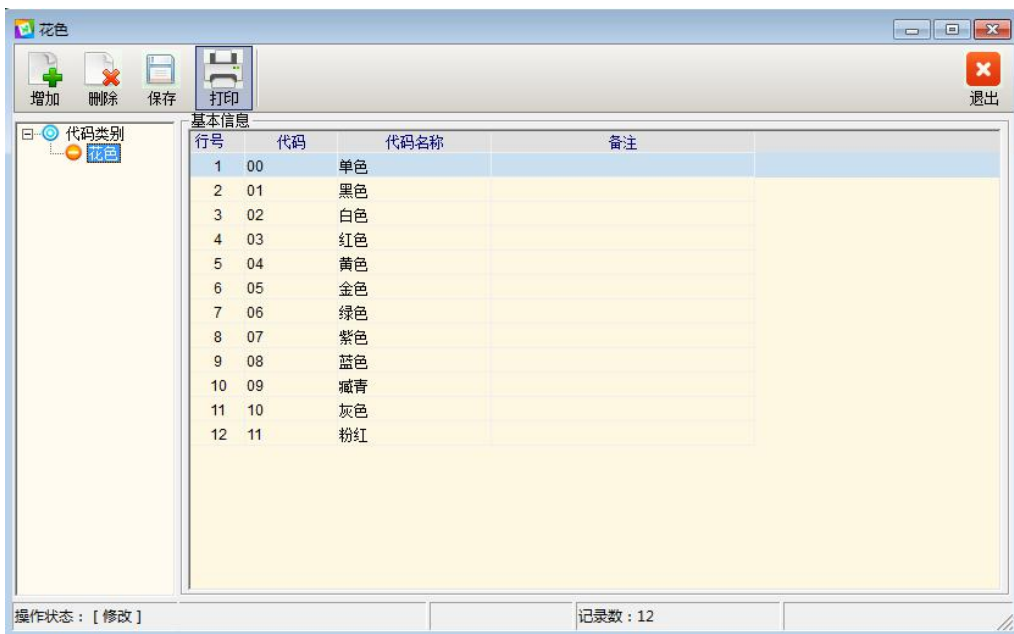 花色
增加 删除 保存 打印 退出
代码类别
花色
基本信息
行号 代码 代码名称 备注
1 00 单色
2 01 黑色
3 02 白色
4 03 红色
5 04 黄色
6 05 金色
7 06 绿色
8 07 紫色
9 08 蓝色
10 09 臧青
11 10 灰色
12 11 粉红
操作状态：[修改] 记录数：12